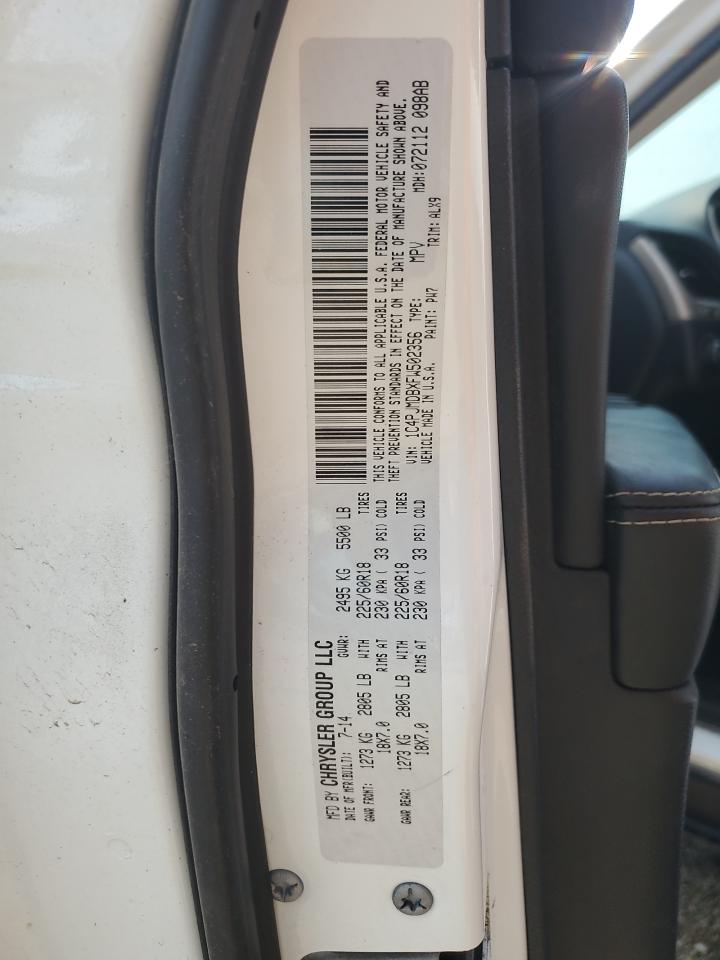 MFD BY CHRYSLER GROUP LLC
DATE OF MFR(BUILT): 7-14 GVWR: 2495 KG 5500 LB
GAWR FRONT: 1273 KG 2805 LB WITH 225/60R18 TIRES
18X7.0 RIMS AT 230 KPA ( 33 PSI) COLD
GAWR REAR: 1273 KG 2805 LB WITH 225/60R18 TIRES
18X7.0 RIMS AT 230 KPA ( 33 PSI) COLD
THIS VEHICLE CONFORMS TO ALL APPLICABLE U.S.A. FEDERAL MOTOR VEHICLE SAFETY AND
THEFT PREVENTION STANDARDS IN EFFECT ON THE DATE OF MANUFACTURE SHOWN ABOVE.
VIN: 1C4PJMDBXFW502356 TYPE: MPV MDH:072112 098AB
VEHICLE MADE IN U.S.A. PAINT: PW7 TRIM: ALX9